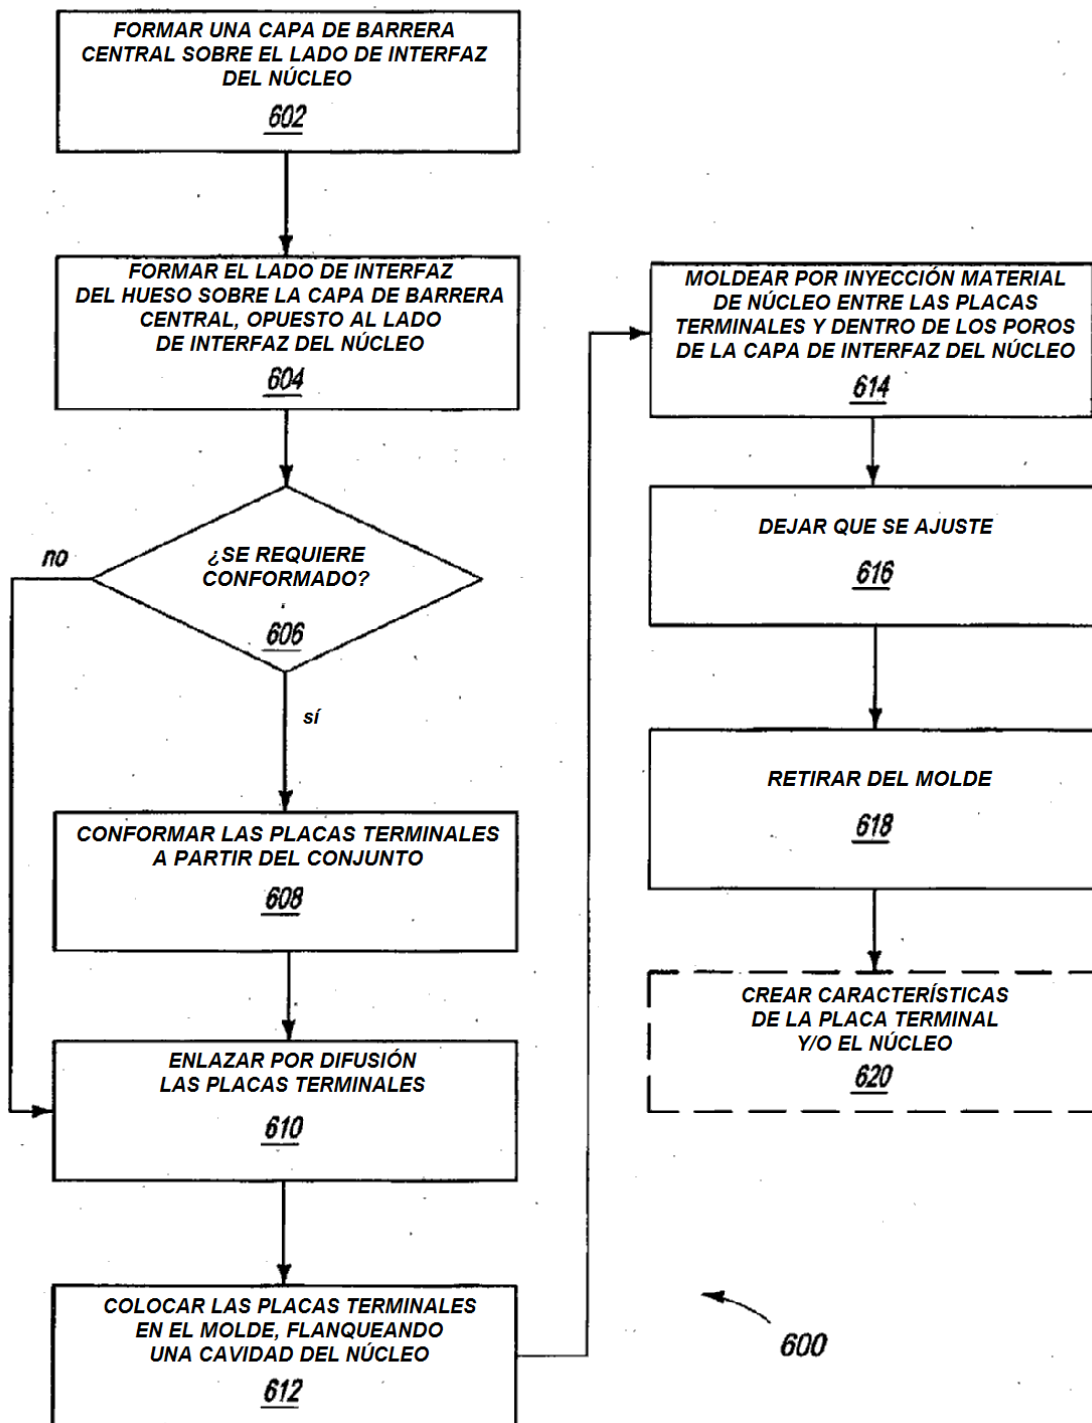 FORMAR UNA CAPA DE BARRERA
CENTRAL SOBRE EL LADO DE INTERFAZ
DEL NÚCLEO
602
FORMAR EL LADO DE INTERFAZ
DEL HUESO SOBRE LA CAPA DE BARRERA
CENTRAL, OPUESTO AL LADO
DE INTERFAZ DEL NÚCLEO
604
¿SE REQUIERE
CONFORMADO?
606
no
sí
CONFORMAR LAS PLACAS TERMINALES
A PARTIR DEL CONJUNTO
608
ENLAZAR POR DIFUSIÓN
LAS PLACAS TERMINALES
610
COLOCAR LAS PLACAS TERMINALES
EN EL MOLDE, FLANQUEANDO
UNA CAVIDAD DEL NÚCLEO
612
MOLDEAR POR INYECCIÓN MATERIAL
DE NÚCLEO ENTRE LAS PLACAS
TERMINALES Y DENTRO DE LOS POROS
DE LA CAPA DE INTERFAZ DEL NÚCLEO
614
DEJAR QUE SE AJUSTE
616
RETIRAR DEL MOLDE
618
CREAR CARACTERÍSTICAS
DE LA PLACA TERMINAL
Y/O EL NÚCLEO
620
600